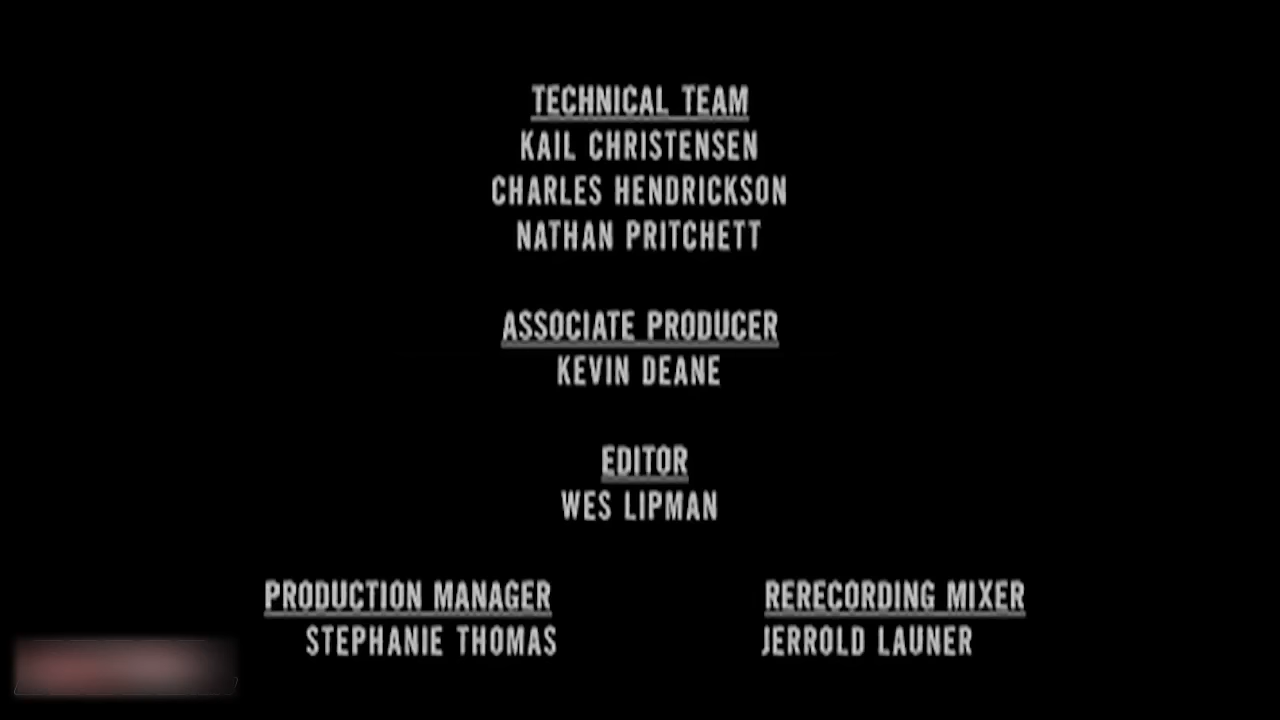 TECHNICAL TEAM
KAIL CHRISTENSEN
CHARLES HENDRICKSON
NATHAN PRITCHETT
ASSOCIATE PRODUCER
KEVIN DEANE
EDITOR
WES LIPMAN
PRODUCTION MANAGER
STEPHANIE THOMAS
RERECORDING MIXER
JERROLD LAUNER